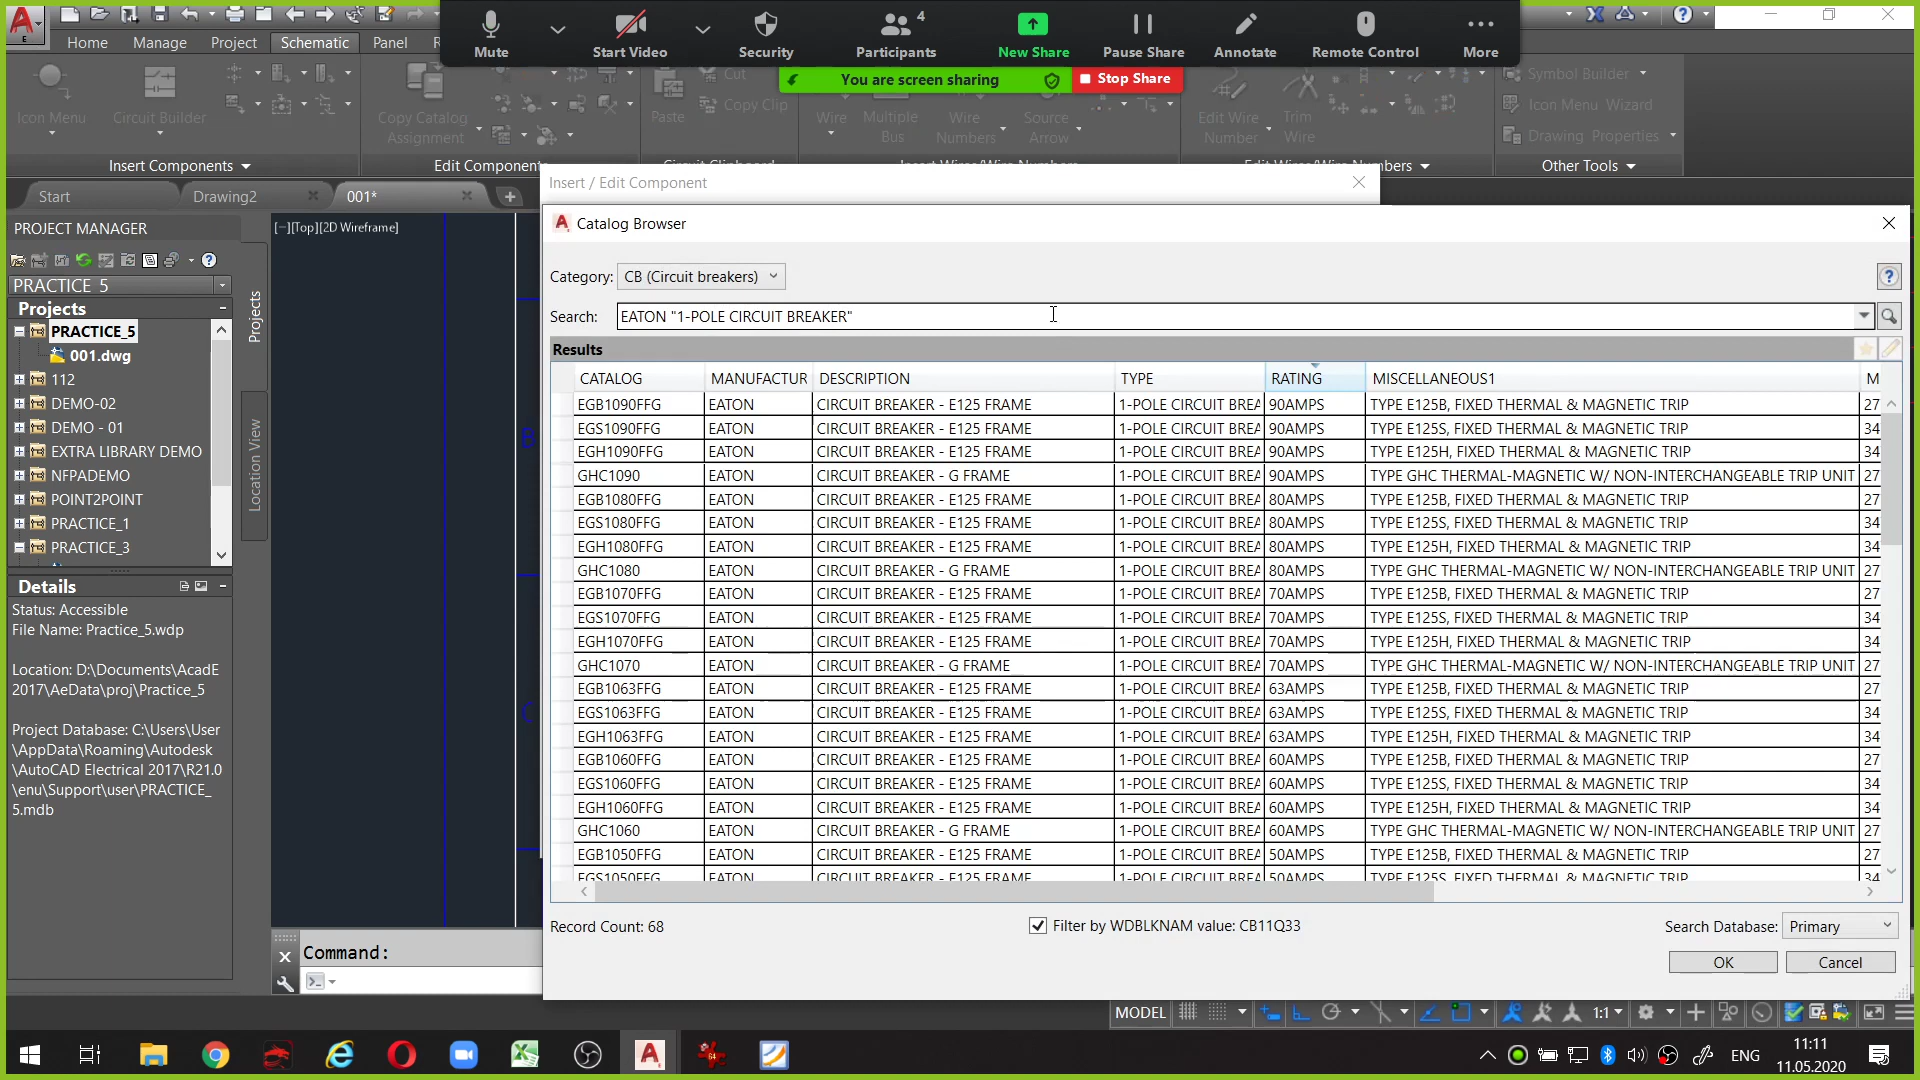 Mute
Start Video
Security
Participants
4
New Share
Pause Share
Annotate
Remote Control
More
You are screen sharing
Stop Share
Home
Manage
Project
Schematic
Panel
Icon Menu
Circuit Builder
Insert Components
Copy Catalog
Assignment
Paste
Cut
Copy Clip
Wire
Multiple
Bus
Wire
Numbers
Source
Arrow
Edit Wire
Number
Trim
Wire
Symbol Builder
Icon Menu Wizard
Drawing Properties
Other Tools
Start
Drawing2
001*
[−][Top][2D Wireframe]
PROJECT MANAGER
PRACTICE_5
Projects
PRACTICE_5
001.dwg
112
DEMO-02
DEMO - 01
EXTRA LIBRARY DEMO
NFPADEMO
POINT2POINT
PRACTICE_1
PRACTICE_3
Projects
Location View
Details
Status: Accessible
File Name: Practice_5.wdp
Location: D:\Documents\AcadE
2017\AeData\proj\Practice_5
Project Database: C:\Users\User
\AppData\Roaming\Autodesk
\AutoCAD Electrical 2017\R21.0
\enu\Support\user\PRACTICE_
5.mdb
Insert / Edit Component
Catalog Browser
Category: CB (Circuit breakers)
Search: EATON "1-POLE CIRCUIT BREAKER"
Results
CATALOG MANUFACTUR DESCRIPTION TYPE RATING MISCELLANEOUS1 M
EGB1090FFG EATON CIRCUIT BREAKER - E125 FRAME 1-POLE CIRCUIT BREA 90AMPS TYPE E125B, FIXED THERMAL & MAGNETIC TRIP 27
EGS1090FFG EATON CIRCUIT BREAKER - E125 FRAME 1-POLE CIRCUIT BREA 90AMPS TYPE E125S, FIXED THERMAL & MAGNETIC TRIP 34
EGH1090FFG EATON CIRCUIT BREAKER - E125 FRAME 1-POLE CIRCUIT BREA 90AMPS TYPE E125H, FIXED THERMAL & MAGNETIC TRIP 34
GHC1090 EATON CIRCUIT BREAKER - G FRAME 1-POLE CIRCUIT BREA 90AMPS TYPE GHC THERMAL-MAGNETIC W/ NON-INTERCHANGEABLE TRIP UNIT 27
EGB1080FFG EATON CIRCUIT BREAKER - E125 FRAME 1-POLE CIRCUIT BREA 80AMPS TYPE E125B, FIXED THERMAL & MAGNETIC TRIP 27
EGS1080FFG EATON CIRCUIT BREAKER - E125 FRAME 1-POLE CIRCUIT BREA 80AMPS TYPE E125S, FIXED THERMAL & MAGNETIC TRIP 34
EGH1080FFG EATON CIRCUIT BREAKER - E125 FRAME 1-POLE CIRCUIT BREA 80AMPS TYPE E125H, FIXED THERMAL & MAGNETIC TRIP 34
GHC1080 EATON CIRCUIT BREAKER - G FRAME 1-POLE CIRCUIT BREA 80AMPS TYPE GHC THERMAL-MAGNETIC W/ NON-INTERCHANGEABLE TRIP UNIT 27
EGB1070FFG EATON CIRCUIT BREAKER - E125 FRAME 1-POLE CIRCUIT BREA 70AMPS TYPE E125B, FIXED THERMAL & MAGNETIC TRIP 27
EGS1070FFG EATON CIRCUIT BREAKER - E125 FRAME 1-POLE CIRCUIT BREA 70AMPS TYPE E125S, FIXED THERMAL & MAGNETIC TRIP 34
EGH1070FFG EATON CIRCUIT BREAKER - E125 FRAME 1-POLE CIRCUIT BREA 70AMPS TYPE E125H, FIXED THERMAL & MAGNETIC TRIP 34
GHC1070 EATON CIRCUIT BREAKER - G FRAME 1-POLE CIRCUIT BREA 70AMPS TYPE GHC THERMAL-MAGNETIC W/ NON-INTERCHANGEABLE TRIP UNIT 27
EGB1063FFG EATON CIRCUIT BREAKER - E125 FRAME 1-POLE CIRCUIT BREA 63AMPS TYPE E125B, FIXED THERMAL & MAGNETIC TRIP 27
EGS1063FFG EATON CIRCUIT BREAKER - E125 FRAME 1-POLE CIRCUIT BREA 63AMPS TYPE E125S, FIXED THERMAL & MAGNETIC TRIP 34
EGH1063FFG EATON CIRCUIT BREAKER - E125 FRAME 1-POLE CIRCUIT BREA 63AMPS TYPE E125H, FIXED THERMAL & MAGNETIC TRIP 34
EGB1060FFG EATON CIRCUIT BREAKER - E125 FRAME 1-POLE CIRCUIT BREA 60AMPS TYPE E125B, FIXED THERMAL & MAGNETIC TRIP 27
EGS1060FFG EATON CIRCUIT BREAKER - E125 FRAME 1-POLE CIRCUIT BREA 60AMPS TYPE E125S, FIXED THERMAL & MAGNETIC TRIP 34
EGH1060FFG EATON CIRCUIT BREAKER - E125 FRAME 1-POLE CIRCUIT BREA 60AMPS TYPE E125H, FIXED THERMAL & MAGNETIC TRIP 34
GHC1060 EATON CIRCUIT BREAKER - G FRAME 1-POLE CIRCUIT BREA 60AMPS TYPE GHC THERMAL-MAGNETIC W/ NON-INTERCHANGEABLE TRIP UNIT 27
EGB1050FFG EATON CIRCUIT BREAKER - E125 FRAME 1-POLE CIRCUIT BREA 50AMPS TYPE E125B, FIXED THERMAL & MAGNETIC TRIP 27
EGS1050FFG EATON CIRCUIT BREAKER - E125 FRAME 1-POLE CIRCUIT BREA 50AMPS TYPE E125S, FIXED THERMAL & MAGNETIC TRIP 34
Record Count: 68
Filter by WDBLKNAM value: CB11Q33
Search Database: Primary
OK
Cancel
Command:
MODEL
1:1
ENG
11:11
11.05.2020